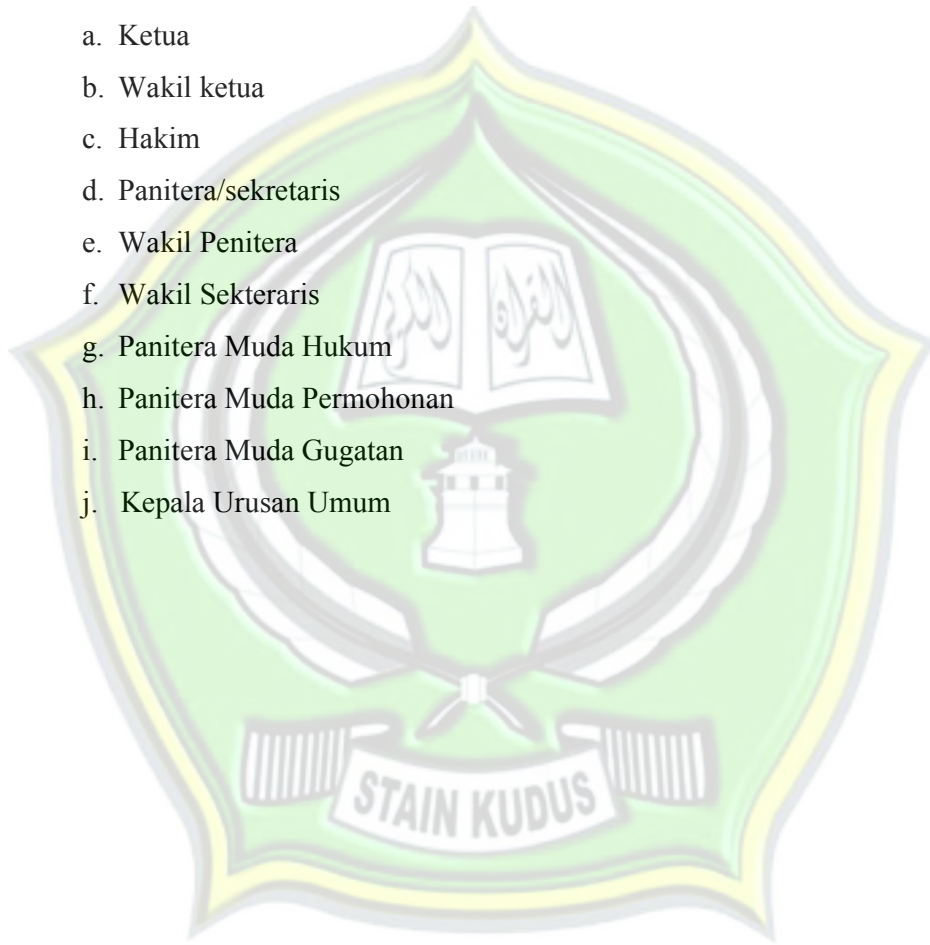 a. Ketua
b. Wakil ketua
c. Hakim
d. Panitera/sekretaris
e. Wakil Penitera
f. Wakil Sekteraris
g. Panitera Muda Hukum
h. Panitera Muda Permohonan
i. Panitera Muda Gugatan
j. Kepala Urusan Umum
STAIN KUDUS